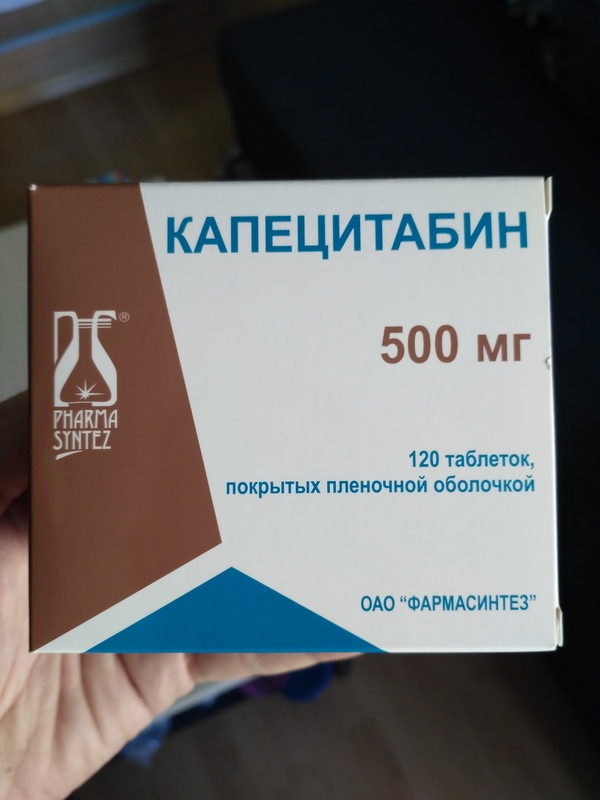 КАПЕЦИТАБИН
500 мг
®
PHARMA
SYNTEZ
120 таблеток,
покрытых пленочной оболочкой
ОАО “ФАРМАСИНТЕЗ”